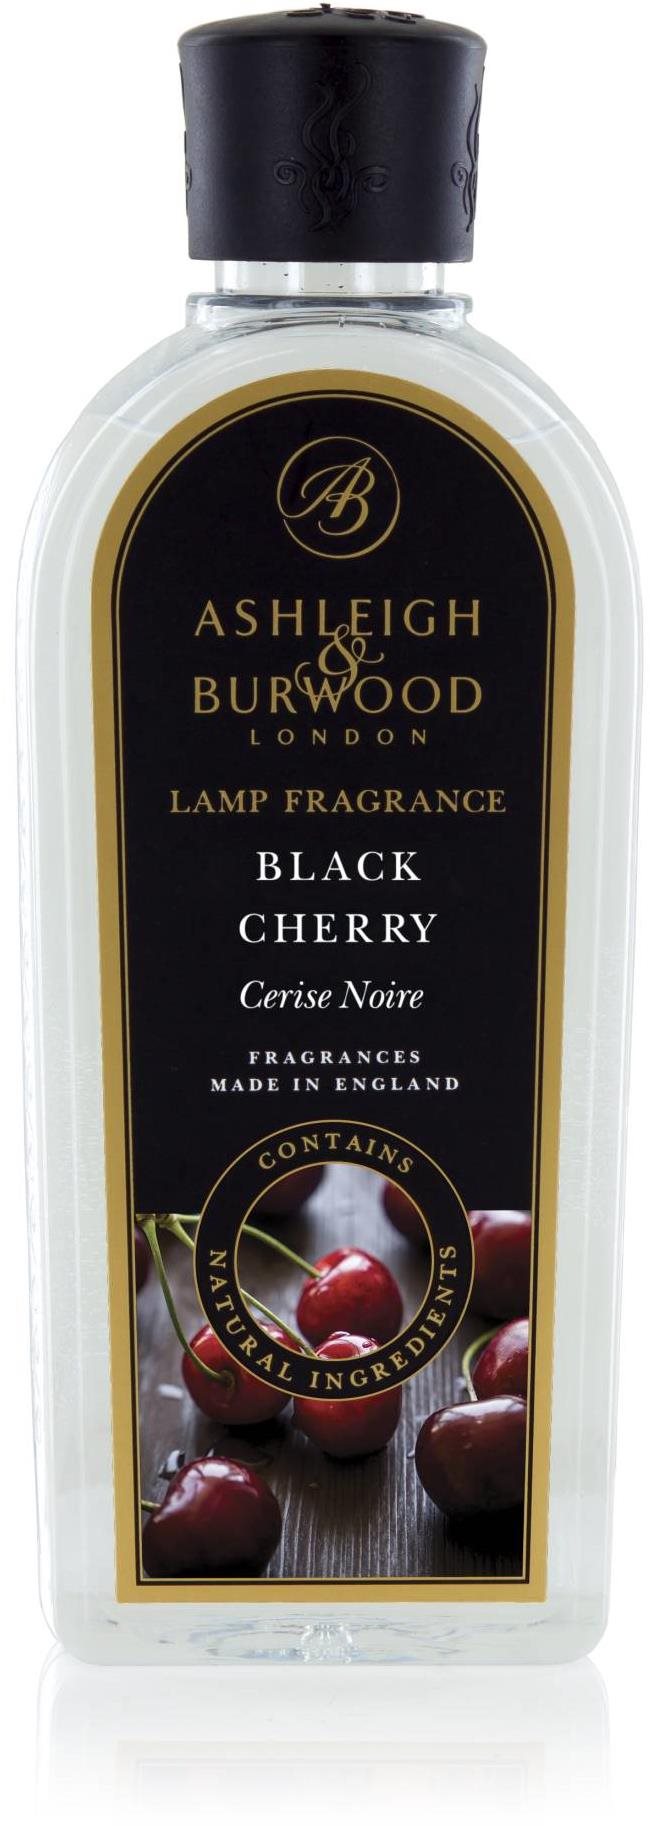 AB
ASHLEIGH
&
BURWOOD
LONDON
LAMP FRAGRANCE
BLACK
CHERRY
Cerise Noire
FRAGRANCES
MADE IN ENGLAND
CONTAINS
NATURAL INGREDIENTS